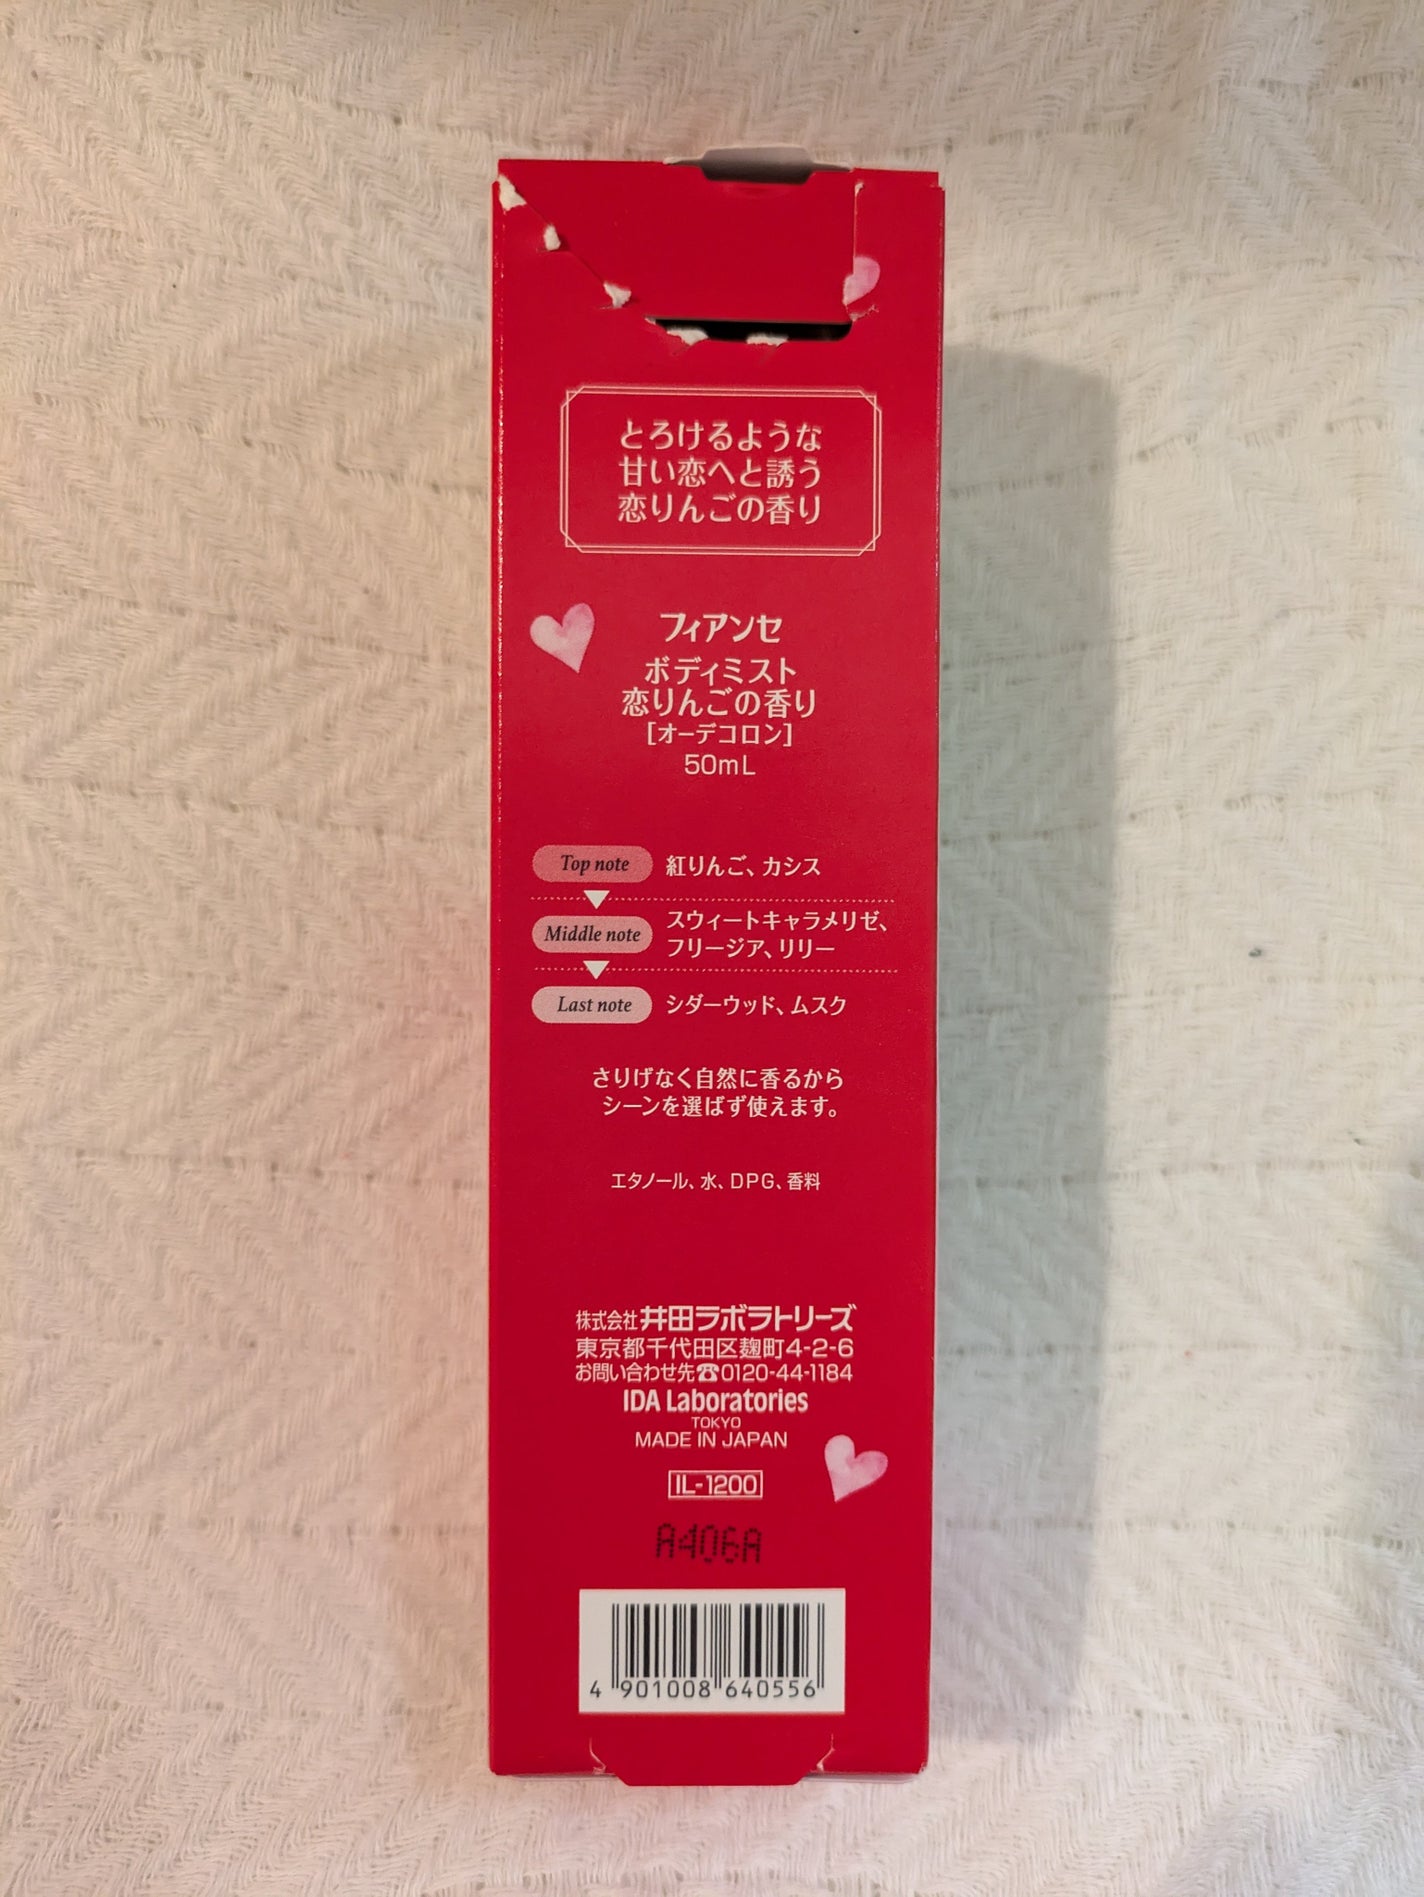 とろけるような
甘い恋へと誘う
恋りんごの香り
フィアンセ
ボディミスト
恋りんごの香り
[オーデコロン]
50mL
Top note 紅りんご、カシス
Middle note スウィートキャラメリゼ、
フリージア、リリー
Last note シダーウッド、ムスク
さりげなく自然に香るから
シーンを選ばず使えます。
エタノール、水、DPG、香料
株式会社井田ラボラトリーズ
東京都千代田区麹町4-2-6
お問い合わせ先☎0120-44-1184
IDA Laboratories
TOKYO
MADE IN JAPAN
IL-1200
A406A
4 901008 640556